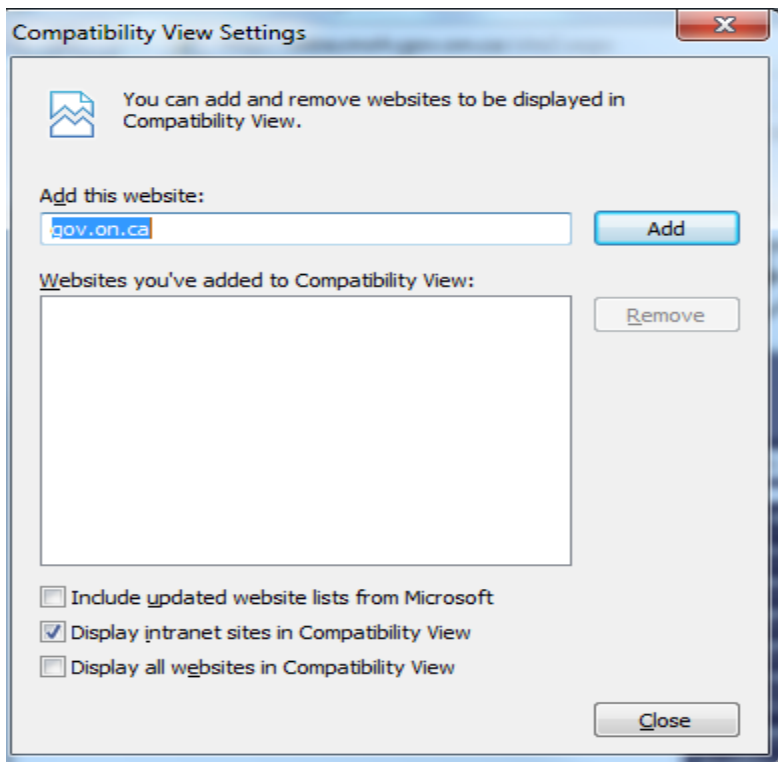 Compatibility View Settings
You can add and remove websites to be displayed in
Compatibility View.
Add this website:
gov.on.ca
Add
Websites you've added to Compatibility View:
Remove
Include updated website lists from Microsoft
Display intranet sites in Compatibility View
Display all websites in Compatibility View
Close